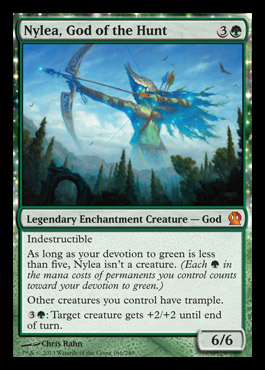 Nylea, God of the Hunt 3
Legendary Enchantment Creature — God
Indestructible
As long as your devotion to green is less
than five, Nylea isn't a creature. (Each in
the mana costs of permanents you control counts
toward your devotion to green.)
Other creatures you control have trample.
3 : Target creature gets +2/+2 until end
of turn.
6/6
Chris Rahn
™ & © 2013 Wizards of the Coast 166/249